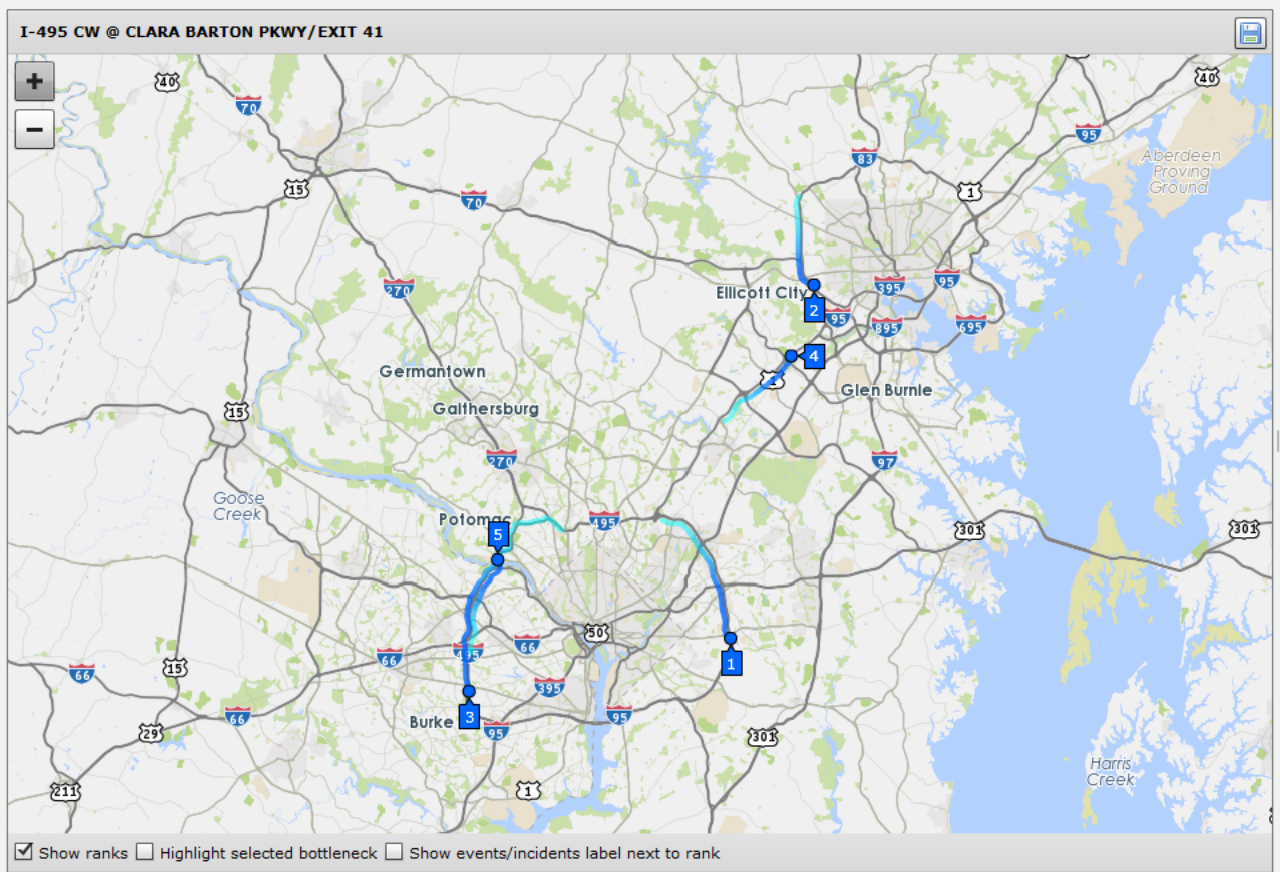 I-495 CW @ CLARA BARTON PKWY/EXIT 41
+
−
40
70
40
95
83
Aberdeen
Proving
Ground
15
1
70
270
395
95
Ellicott City
2
95
895
695
4
Germantown
1
Glen Burnie
Gaithersburg
15
270
97
Goose
Creek
Potomac
495
301
301
5
50
66
495
66
1
15
66
395
3
Burke
95
95
66
29
301
Harris
Creek
211
1
Show ranks
Highlight selected bottleneck
Show events/incidents label next to rank